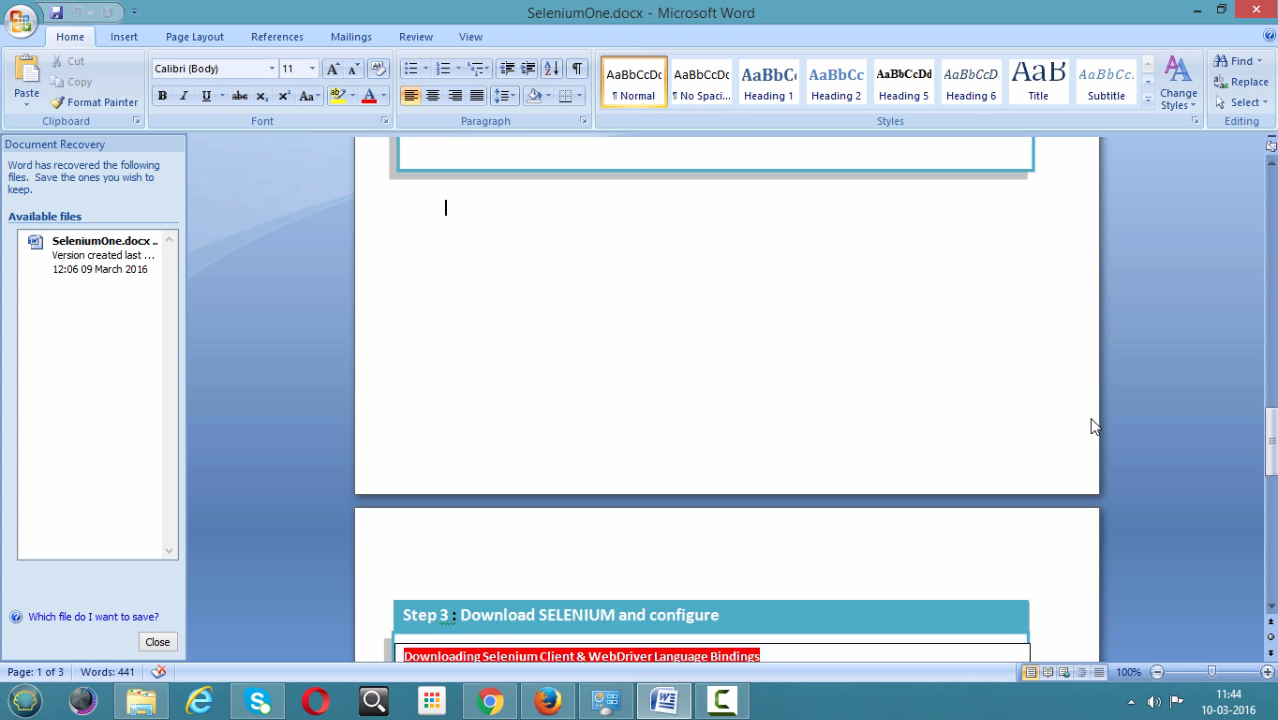 SeleniumOne.docx - Microsoft Word
Home
Insert
Page Layout
References
Mailings
Review
View
Paste
Cut
Copy
Format Painter
Clipboard
Calibri (Body)
11
Font
Paragraph
AaBbCcDc
¶ Normal
AaBbCcDc
¶ No Spaci...
AaBbC
Heading 1
AaBbCc
Heading 2
AaBbCcDd
Heading 5
AaBbCcD
Heading 6
AaB
Title
AaBbCc.
Subtitle
Change
Styles
Styles
Find
Replace
Select
Editing
Document Recovery
Word has recovered the following
files. Save the ones you wish to
keep.
Available files
SeleniumOne.docx ..
Version created last ...
12:06 09 March 2016
Which file do I want to save?
Close
Step 3 : Download SELENIUM and configure
Downloading Selenium Client & WebDriver Language Bindings
Page: 1 of 3
Words: 441
100%
11:44
10-03-2016